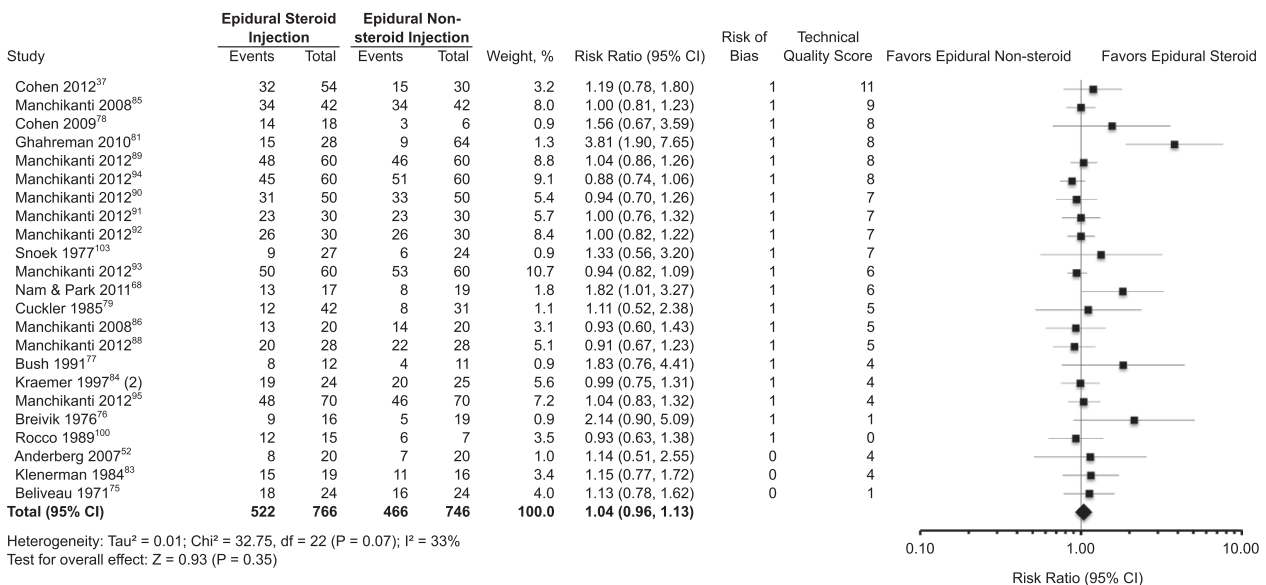 Epidural Steroid Injection Epidural Non-steroid Injection Risk of Bias Technical Quality Score
Study Events Total Events Total Weight, % Risk Ratio (95% CI) Favors Epidural Non-steroid Favors Epidural Steroid
Cohen 2012³⁷ 32 54 15 30 3.2 1.19 (0.78, 1.80) 1 11
Manchikanti 2008⁸⁵ 34 42 34 42 8.0 1.00 (0.81, 1.23) 1 9
Cohen 2009⁷⁸ 14 18 3 6 0.9 1.56 (0.67, 3.59) 1 8
Ghahreman 2010⁸¹ 15 28 9 64 1.3 3.81 (1.90, 7.65) 1 8
Manchikanti 2012⁸⁹ 48 60 46 60 8.8 1.04 (0.86, 1.26) 1 8
Manchikanti 2012⁹⁴ 45 60 51 60 9.1 0.88 (0.74, 1.06) 1 8
Manchikanti 2012⁹⁰ 31 50 33 50 5.4 0.94 (0.70, 1.26) 1 7
Manchikanti 2012⁹¹ 23 30 23 30 5.7 1.00 (0.76, 1.32) 1 7
Manchikanti 2012⁹² 26 30 26 30 8.4 1.00 (0.82, 1.22) 1 7
Snoek 1977¹⁰³ 9 27 6 24 0.9 1.33 (0.56, 3.20) 1 7
Manchikanti 2012⁹³ 50 60 53 60 10.7 0.94 (0.82, 1.09) 1 6
Nam & Park 2011⁶⁸ 13 17 8 19 1.8 1.82 (1.01, 3.27) 1 6
Cuckler 1985⁷⁹ 12 42 8 31 1.1 1.11 (0.52, 2.38) 1 5
Manchikanti 2008⁸⁶ 13 20 14 20 3.1 0.93 (0.60, 1.43) 1 5
Manchikanti 2012⁸⁸ 20 28 22 28 5.1 0.91 (0.67, 1.23) 1 5
Bush 1991⁷⁷ 8 12 4 11 0.9 1.83 (0.76, 4.41) 1 4
Kraemer 1997⁸⁴ (2) 19 24 20 25 5.6 0.99 (0.75, 1.31) 1 4
Manchikanti 2012⁹⁵ 48 70 46 70 7.2 1.04 (0.83, 1.32) 1 4
Breivik 1976⁷⁶ 9 16 5 19 0.9 2.14 (0.90, 5.09) 1 1
Rocco 1989¹⁰⁰ 12 15 6 7 3.5 0.93 (0.63, 1.38) 1 0
Anderberg 2007⁵² 8 20 7 20 1.0 1.14 (0.51, 2.55) 0 4
Klenerman 1984⁸³ 15 19 11 16 3.4 1.15 (0.77, 1.72) 0 4
Beliveau 1971⁷⁵ 18 24 16 24 4.0 1.13 (0.78, 1.62) 0 1
Total (95% CI) 522 766 466 746 100.0 1.04 (0.96, 1.13)
Heterogeneity: Tau² = 0.01; Chi² = 32.75, df = 22 (P = 0.07); I² = 33%
Test for overall effect: Z = 0.93 (P = 0.35)
0.10 1.00 10.00
Risk Ratio (95% CI)